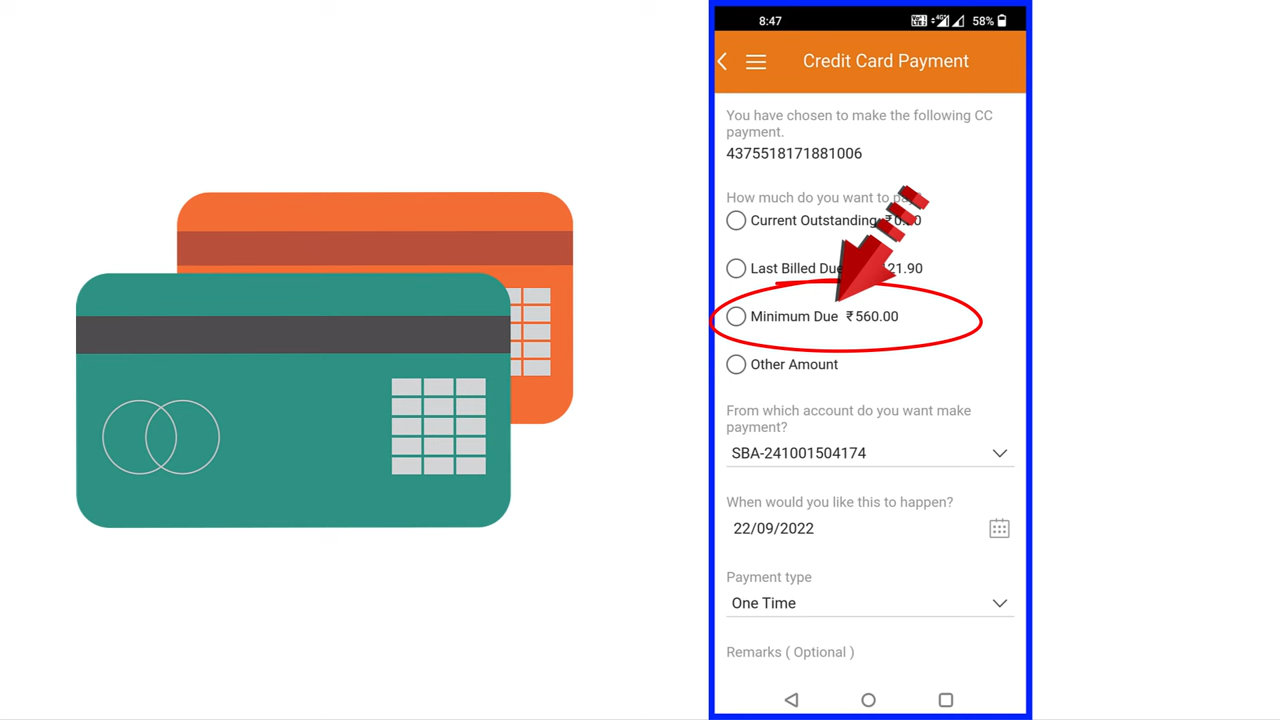 8:47
58%
Credit Card Payment
You have chosen to make the following CC
payment.
4375518171881006
How much do you want to
Current Outstanding
Last Billed Due 21.90
Minimum Due ₹560.00
Other Amount
From which account do you want make
payment?
SBA-241001504174
When would you like this to happen?
22/09/2022
Payment type
One Time
Remarks ( Optional )